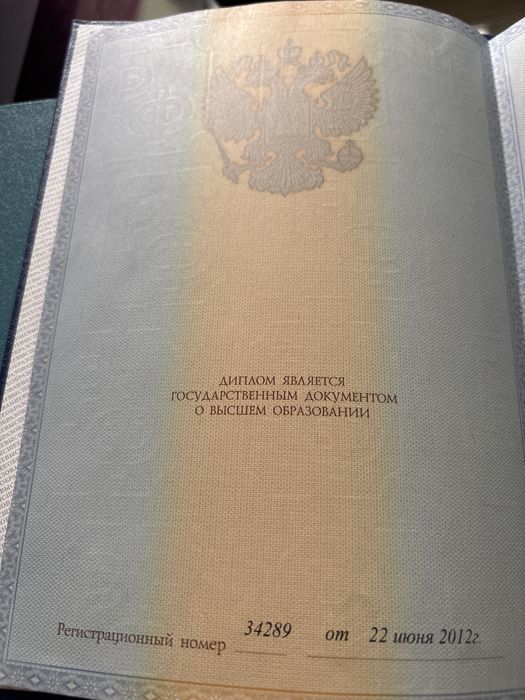 ДИПЛОМ ЯВЛЯЕТСЯ
ГОСУДАРСТВЕННЫМ ДОКУМЕНТОМ
О ВЫСШЕМ ОБРАЗОВАНИИ
Регистрационный номер 34289 от 22 июня 2012г.